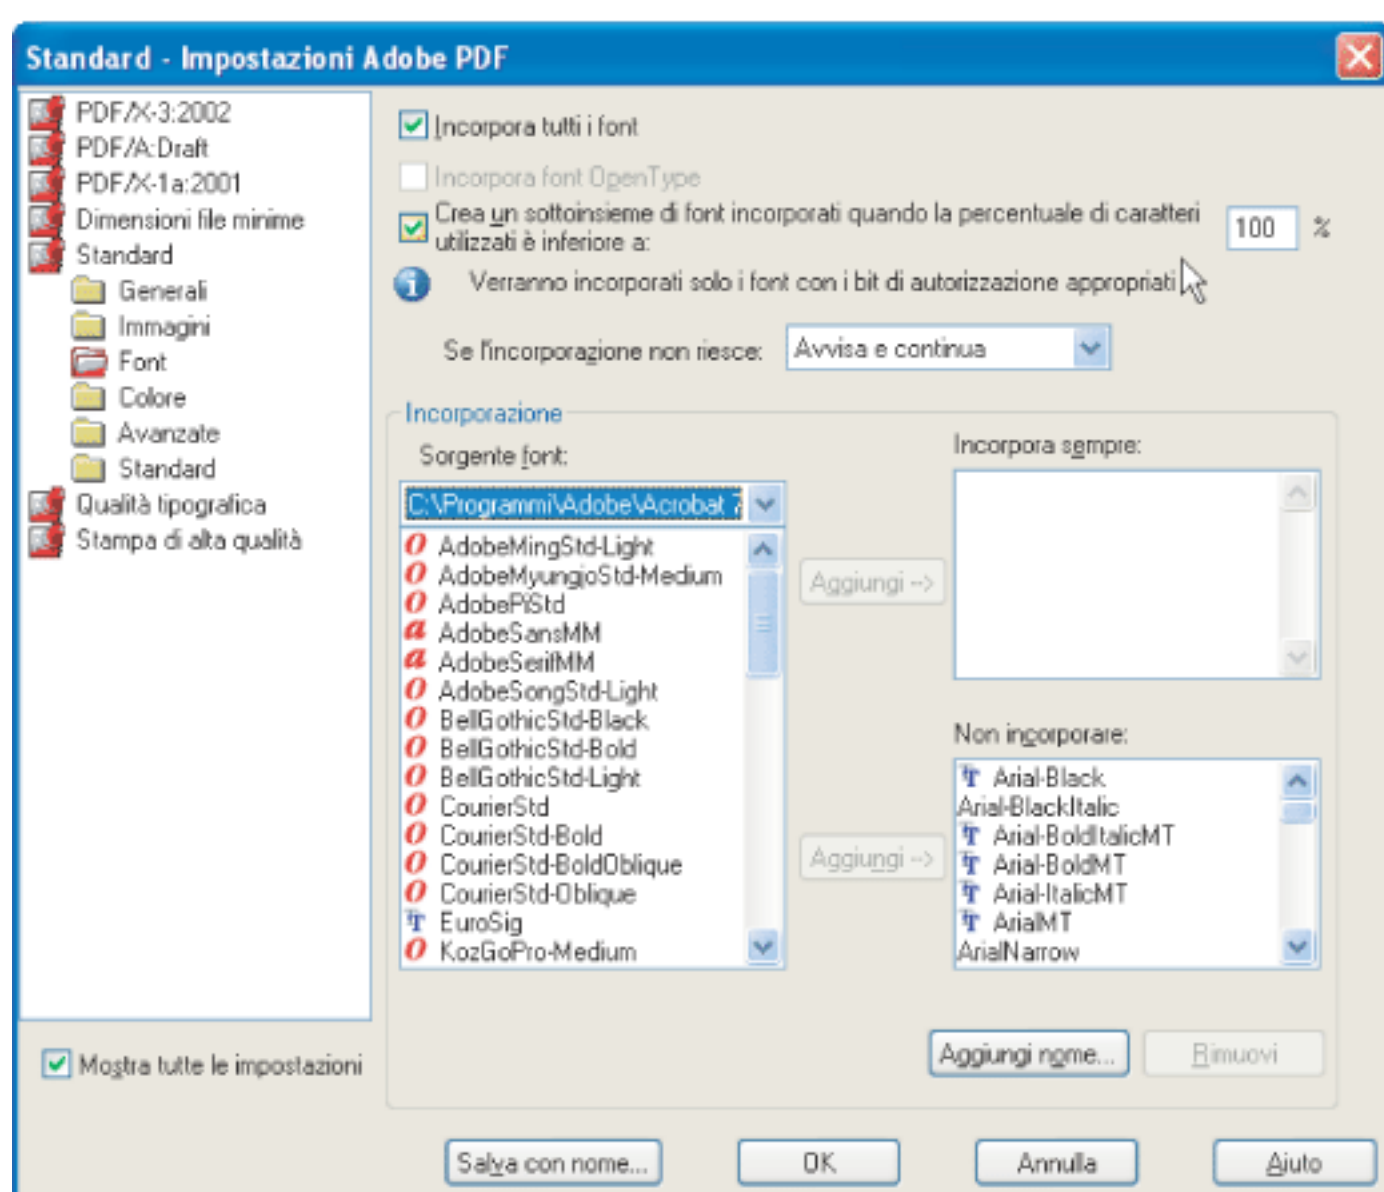 Standard - Impostazioni Adobe PDF
PDF/X-3:2002
PDF/A:Draft
PDF/X-1a:2001
Dimensioni file minime
Standard
Generali
Immagini
Font
Colore
Avanzate
Standard
Qualità tipografica
Stampa di alta qualità
Mostra tutte le impostazioni
Incorpora tutti i font
Incorpora font OpenType
Crea un sottoinsieme di font incorporati quando la percentuale di caratteri
utilizzati è inferiore a:
100 %
Verranno incorporati solo i font con i bit di autorizzazione appropriati
Se l'incorporazione non riesce: Avvisa e continua
Incorporazione
Sorgente font:
C:\Programmi\Adobe\Acrobat 7
AdobeMingStd-Light
AdobeMyungjoStd-Medium
AdobePiStd
AdobeSansMM
AdobeSerifMM
AdobeSongStd-Light
BellGothicStd-Black
BellGothicStd-Bold
BellGothicStd-Light
CourierStd
CourierStd-Bold
CourierStd-BoldOblique
CourierStd-Oblique
EuroSig
KozGoPro-Medium
Aggiungi -->
Aggiungi -->
Incorpora sempre:
Non incorporare:
Arial-Black
Arial-BlackItalic
Arial-BoldItalicMT
Arial-BoldMT
Arial-ItalicMT
ArialMT
ArialNarrow
Aggiungi nome...
Rimuovi
Salva con nome...
OK
Annulla
Aiuto